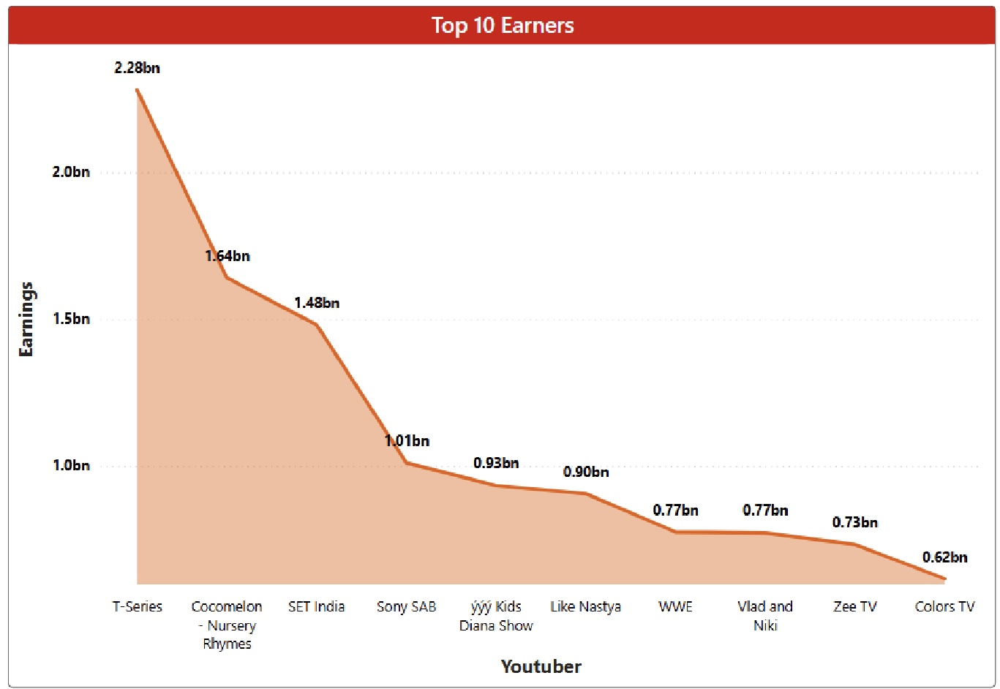 Top 10 Earners
2.28bn
2.0bn
1.64bn
1.48bn
1.5bn
1.01bn
0.93bn
0.90bn
1.0bn
0.77bn
0.77bn
0.73bn
0.62bn
Earnings
T-Series
Cocomelon
- Nursery
Rhymes
SET India
Sony SAB
ýýý Kids
Diana Show
Like Nastya
WWE
Vlad and
Niki
Zee TV
Colors TV
Youtuber